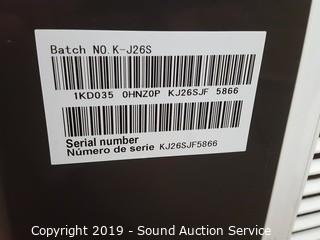 Batch NO.K-J26S
1KD035 0HNZ0P KJ26SJF 5866
Serial number
Número de serie KJ26SJF5866
Copyright 2019 - Sound Auction Service